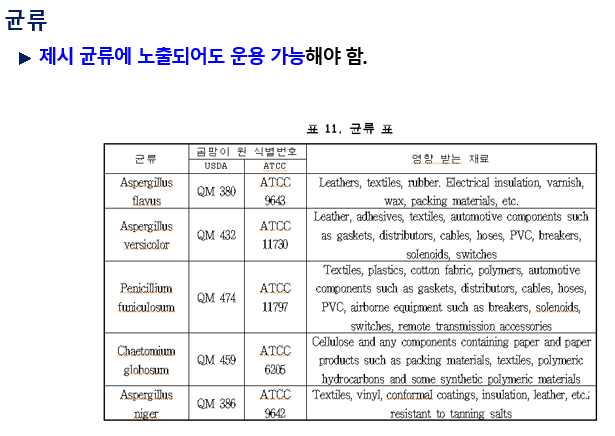 균류
▶ 제시 균류에 노출되어도 운용 가능해야 함.
표 11. 균류 표
균류
곰팡이 원 식별번호
영향 받는 재료
USDA
ATCC
Aspergillus
flavus
QM 380
ATCC
9643
Leathers, textiles, rubber. Electrical insulation, varnish,
wax, packing materials, etc.
Aspergillus
versicolor
QM 432
ATCC
11730
Leather, adhesives, textiles, automotive components such
as gaskets, distributors, cables, hoses, PVC, breakers,
solenoids, switches
Penicillium
funiculosum
QM 474
ATCC
11797
Textiles, plastics, cotton fabric, polymers, automotive
components such as gaskets, distributors, cables, hoses,
PVC, airborne equipment such as breakers, solenoids,
switches, remote transmission accessories
Chaetomium
globosum
QM 459
ATCC
6205
Cellulose and any components containing paper and paper
products such as packing materials, textiles, polymeric
hydrocarbons and some synthetic polymeric materials
Aspergillus
niger
QM 386
ATCC
9642
Textiles, vinyl, conformal coatings, insulation, leather, etc.;
resistant to tanning salts